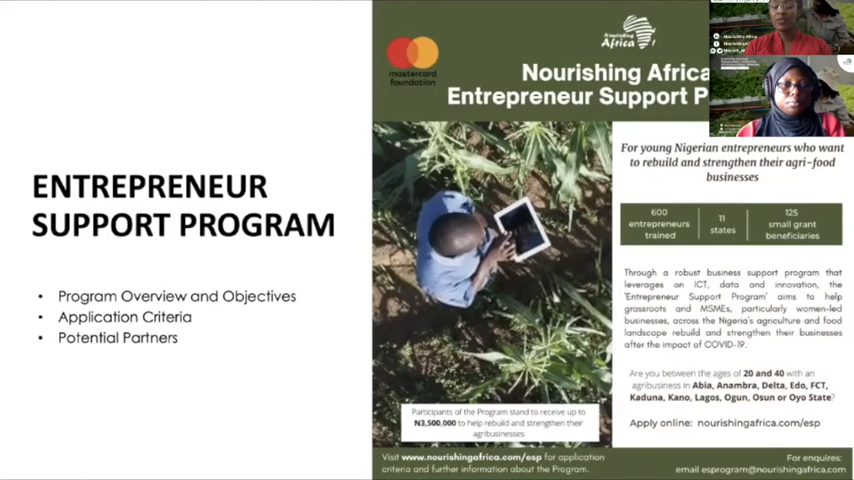 ENTREPRENEUR
SUPPORT PROGRAM
• Program Overview and Objectives
• Application Criteria
• Potential Partners
mastercard
foundation
Nourishing
Africa
Nourishing Africa
Entrepreneur Support P
For young Nigerian entrepreneurs who want
to rebuild and strengthen their agri-food
businesses
600
entrepreneurs
trained
11
states
125
small grant
beneficiaries
Through a robust business support program that
leverages on ICT, data and innovation, the
'Entrepreneur Support Program' aims to help
grassroots and MSMEs, particularly women-led
businesses, across the Nigeria's agriculture and food
landscape rebuild and strengthen their businesses
after the impact of COVID-19.
Are you between the ages of 20 and 40 with an
agribusiness in Abia, Anambra, Delta, Edo, FCT,
Kaduna, Kano, Lagos, Ogun, Osun or Oyo State?
Apply online: nourishingafrica.com/esp
Participants of the Program stand to receive up to
N3,500,000 to help rebuild and strengthen their
agribusinesses
Visit www.nourishingafrica.com/esp for application
criteria and further information about the Program.
For enquires:
email esprogram@nourishingafrica.com